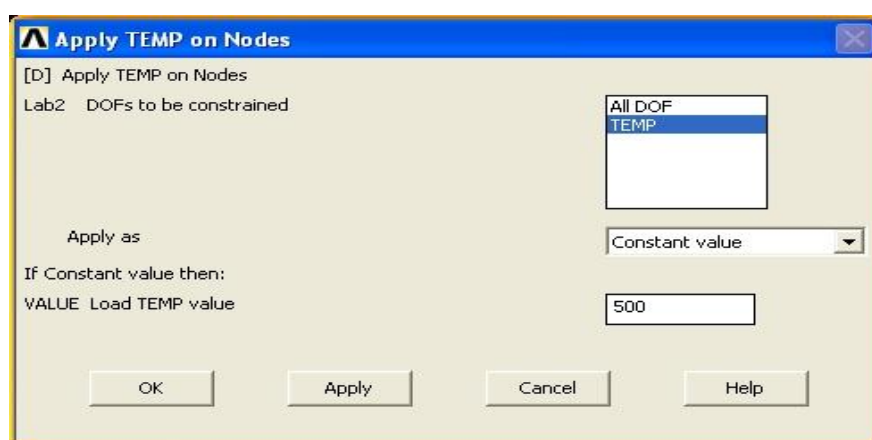 Apply TEMP on Nodes
[D] Apply TEMP on Nodes
Lab2 DOFs to be constrained
All DOF
TEMP
Apply as
Constant value
If Constant value then:
VALUE Load TEMP value
500
OK Apply Cancel Help